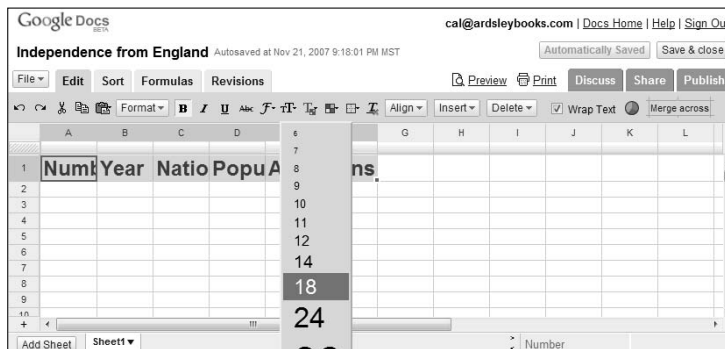 Google Docs
BETA
cal@ardsleybooks.com | Docs Home | Help | Sign Ou
Independence from England Autosaved at Nov 21, 2007 9:18:01 PM MST
Automatically Saved Save & close
File Edit Sort Formulas Revisions
Preview Print Discuss Share Publish
Format B I U Abc Align Insert Delete Wrap Text Merge across
A B C D G H I J K L
1 Numb Year Natio Popu A ns
2
3
4
5
6
7
8
9
10
6
7
8
9
10
11
12
14
18
24
Add Sheet Sheet1 Number